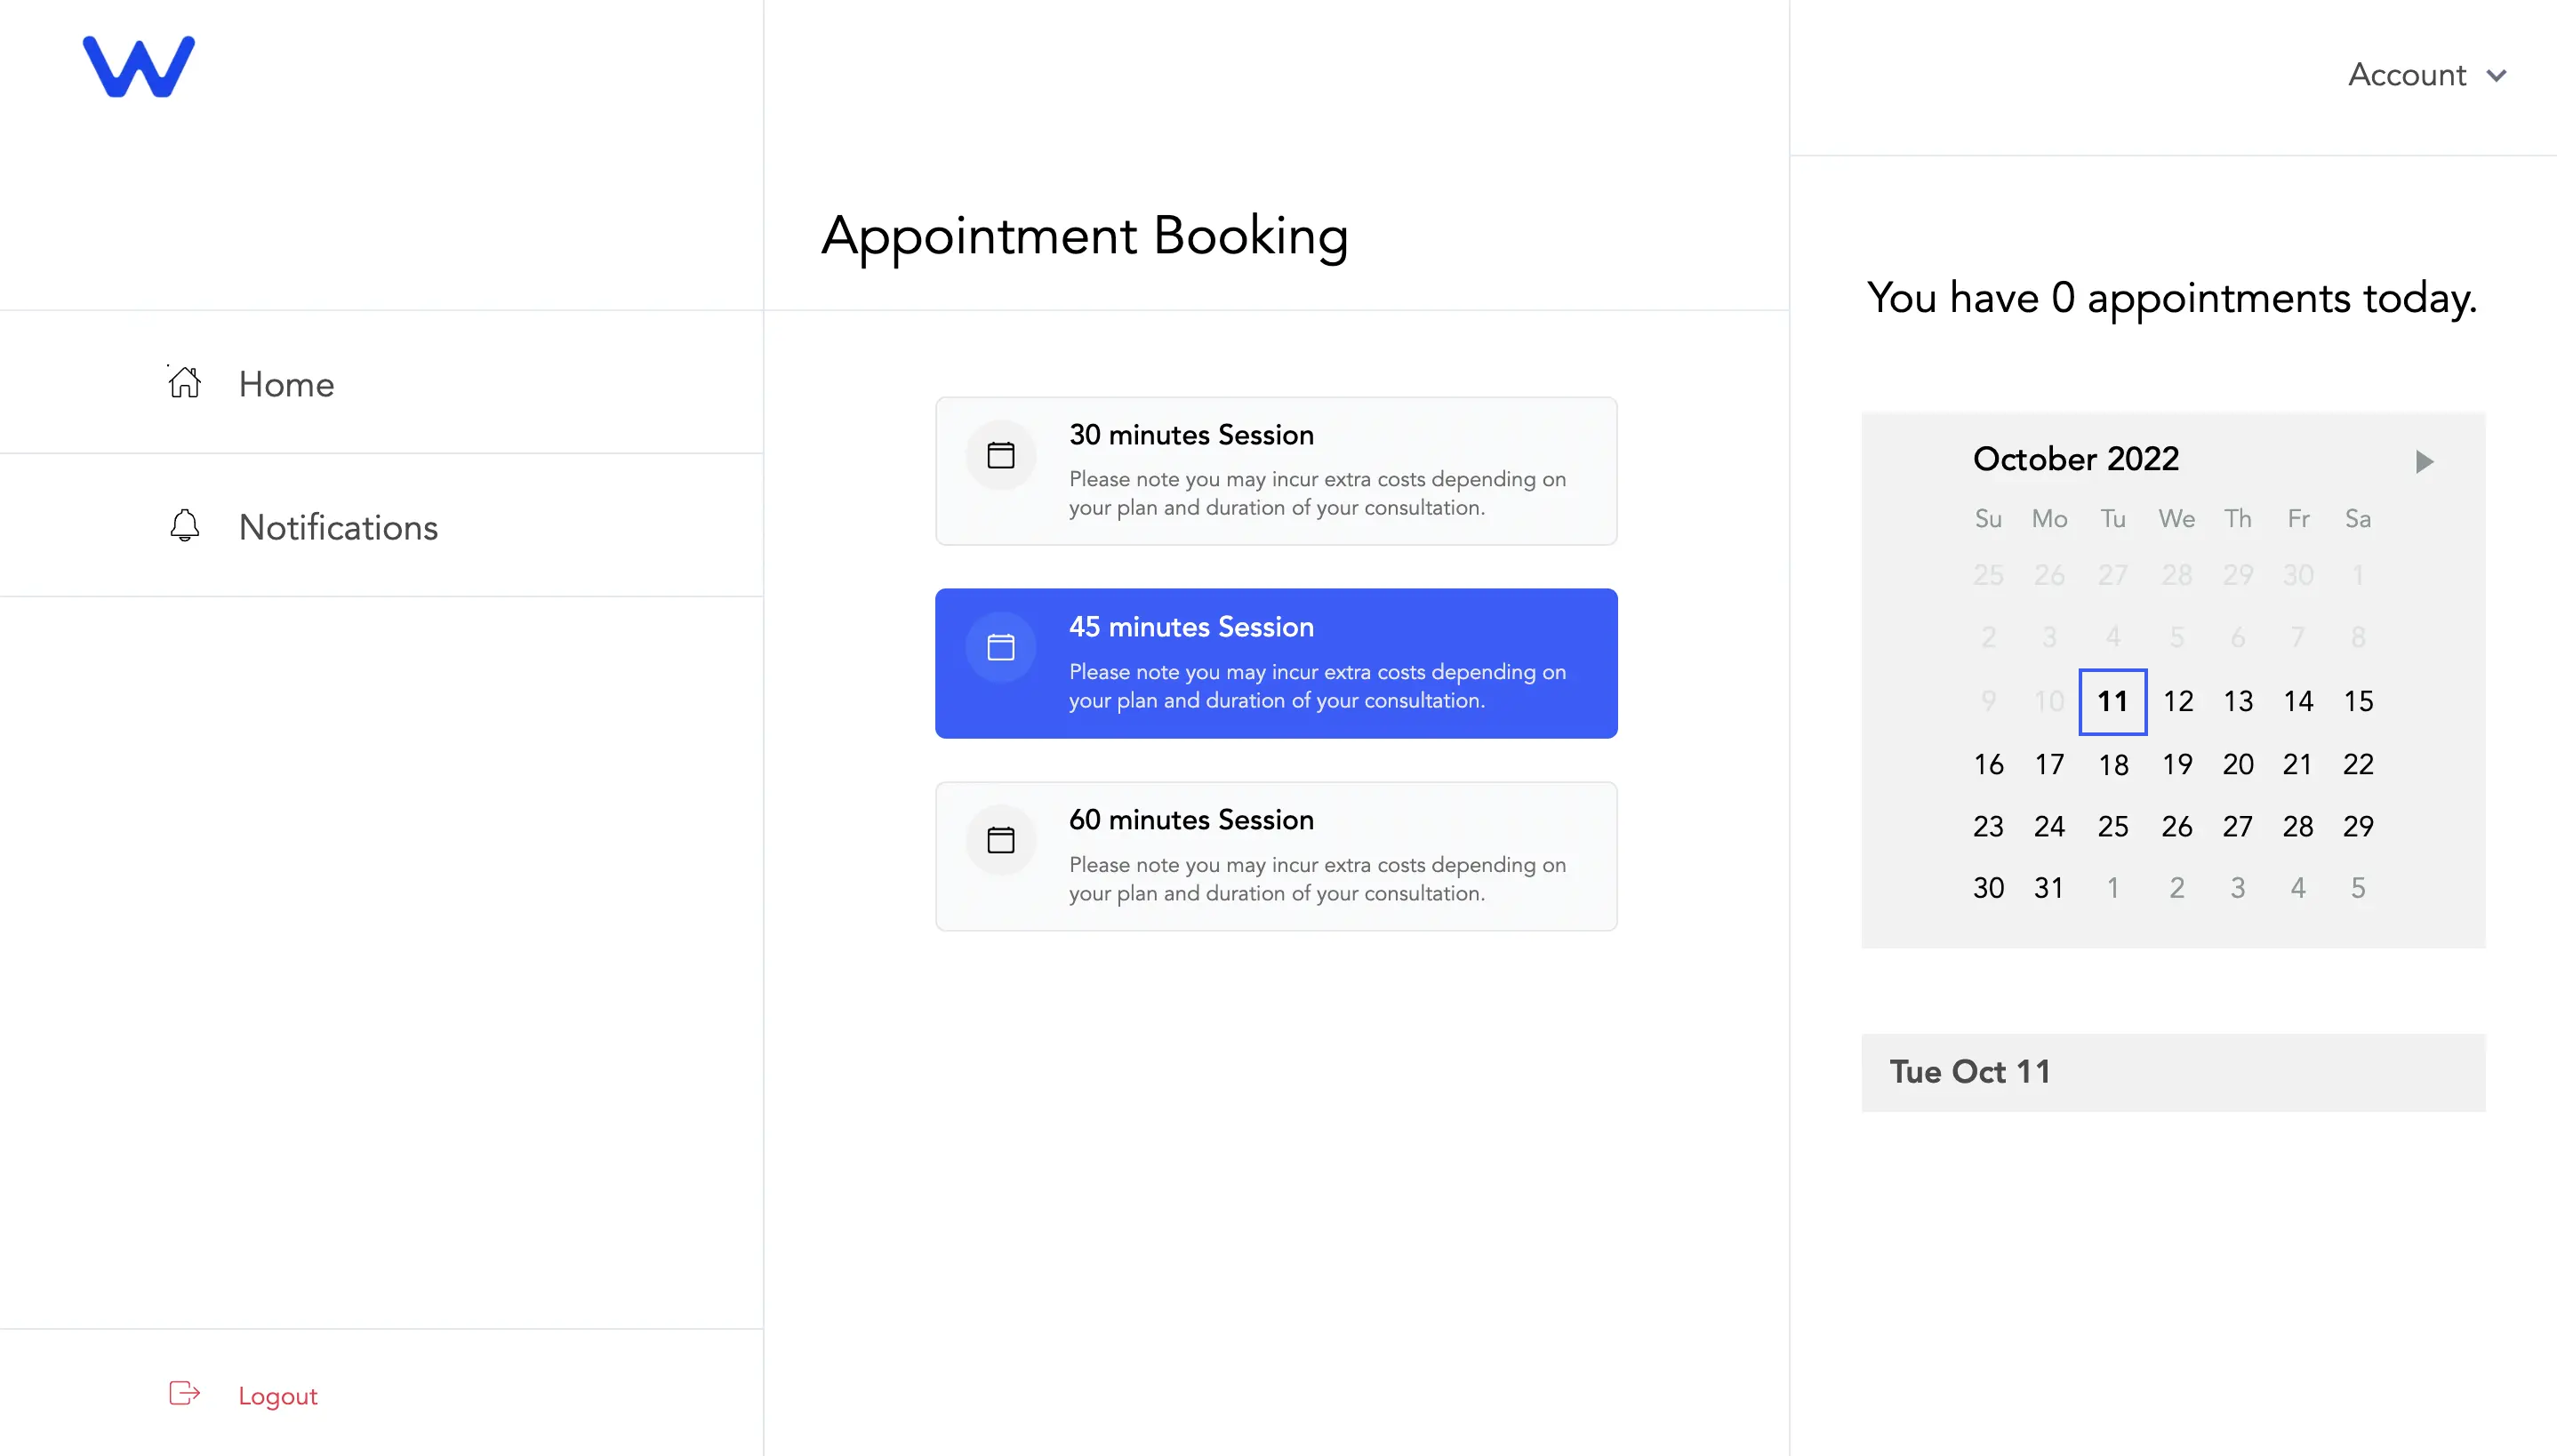 W
Home
Notifications
Logout
Appointment Booking
30 minutes Session
Please note you may incur extra costs depending on
your plan and duration of your consultation.
45 minutes Session
Please note you may incur extra costs depending on
your plan and duration of your consultation.
60 minutes Session
Please note you may incur extra costs depending on
your plan and duration of your consultation.
Account
You have 0 appointments today.
October 2022
Su Mo Tu We Th Fr Sa
25 26 27 28 29 30 1
2 3 4 5 6 7 8
9 10 11 12 13 14 15
16 17 18 19 20 21 22
23 24 25 26 27 28 29
30 31 1 2 3 4 5
Tue Oct 11